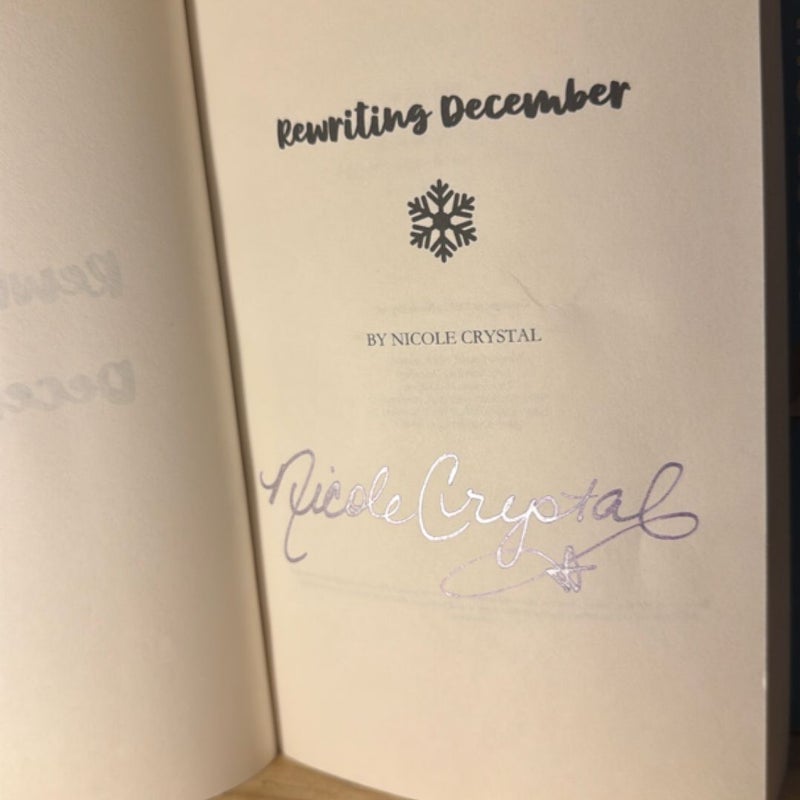 Rewriting December
BY NICOLE CRYSTAL
Nicole Crystal